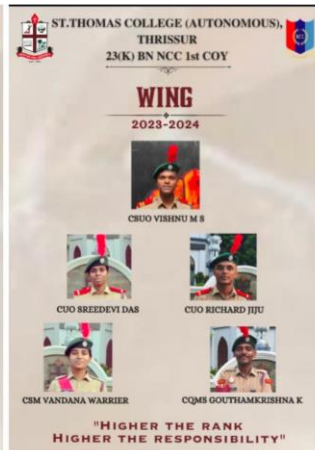 ST.THOMAS COLLEGE (AUTONOMOUS),
THRISSUR
23(K) BN NCC 1st COY
WING
2023-2024
CSUO VISHNU M S
CUO SREEDEVI DAS
CUO RICHARD JIJU
CSM VANDANA WARRIER
CQMS GOUTHAMKRISHNA K
"HIGHER THE RANK
HIGHER THE RESPONSIBILITY"